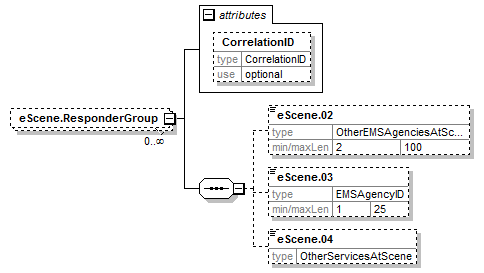 attributes
CorrelationID
type CorrelationID
use optional
eScene.ResponderGroup
0..∞
eScene.02
type OtherEMSAgenciesAtSc...
min/maxLen 2 100
eScene.03
type EMSAgencyID
min/maxLen 1 25
eScene.04
type OtherServicesAtScene